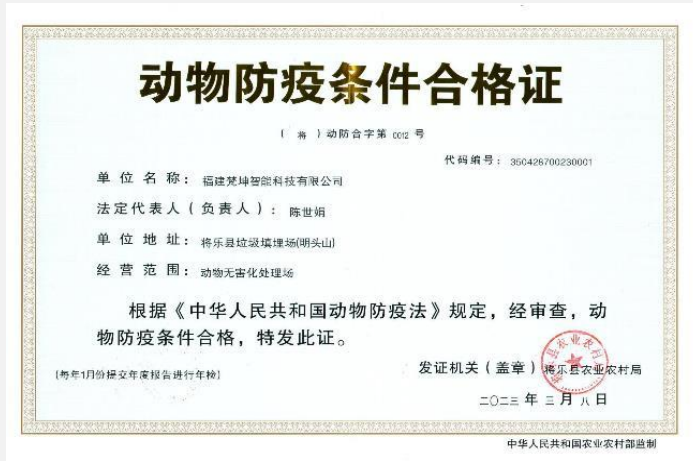 动物防疫条件合格证
( 将 ) 动防合字第 0012 号
代码编号：350428700230001
单位名称：福建梵坤智能科技有限公司
法定代表人（负责人）：陈世娟
单位地址：将乐县垃圾填埋场(明头山)
经营范围：动物无害化处理场
根据《中华人民共和国动物防疫法》规定，经审查，动
物防疫条件合格，特发此证。
发证机关（盖章）将乐县农业农村局
(每年1月份提交年度报告进行年检)
二〇二三 年 三 月 八 日
中华人民共和国农业农村部监制